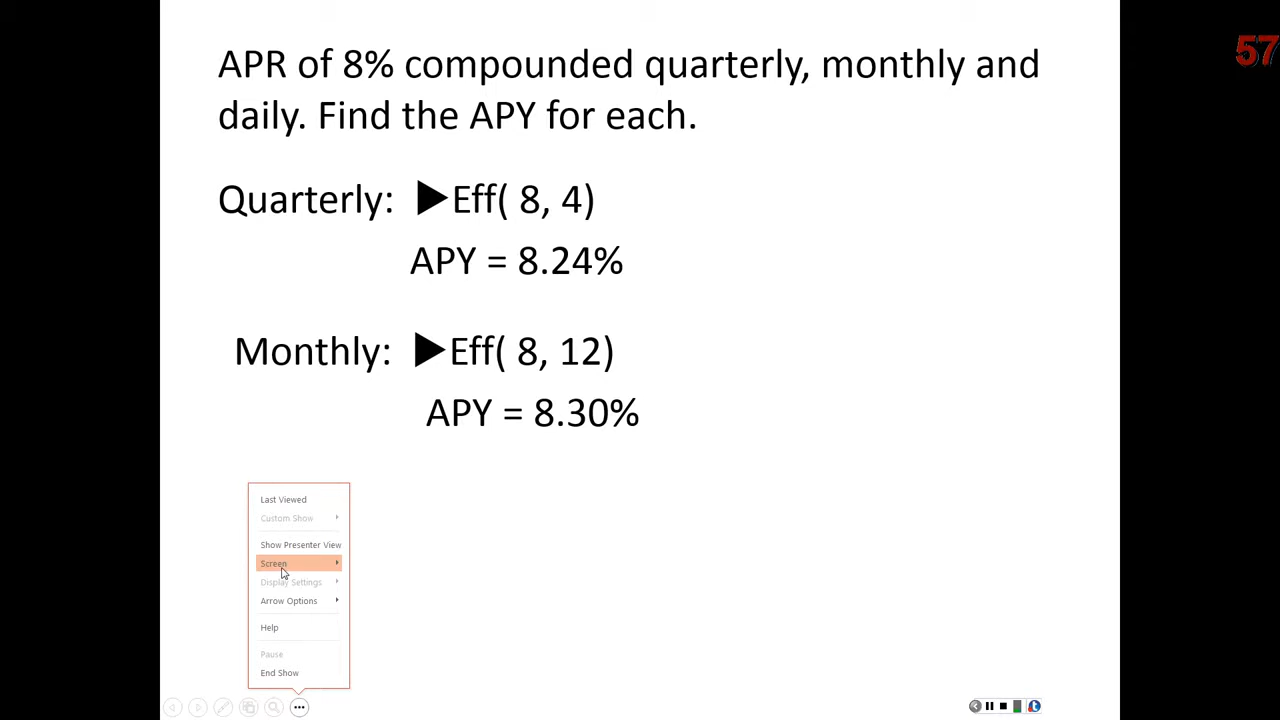 APR of 8% compounded quarterly, monthly and
daily. Find the APY for each.
57
Quarterly: ▶Eff( 8, 4)
APY = 8.24%
Monthly: ▶Eff( 8, 12)
APY = 8.30%
Last Viewed
Custom Show
Show Presenter View
Screen
Display Settings
Arrow Options
Help
Pause
End Show